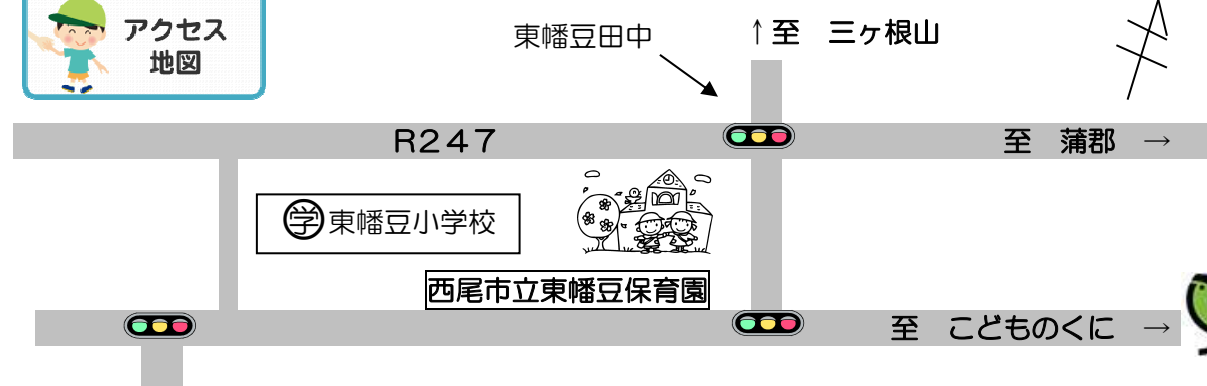 アクセス
地図
東幡豆田中
↑至 三ヶ根山
R247
至 蒲郡 →
学東幡豆小学校
西尾市立東幡豆保育園
至 こどものくに →